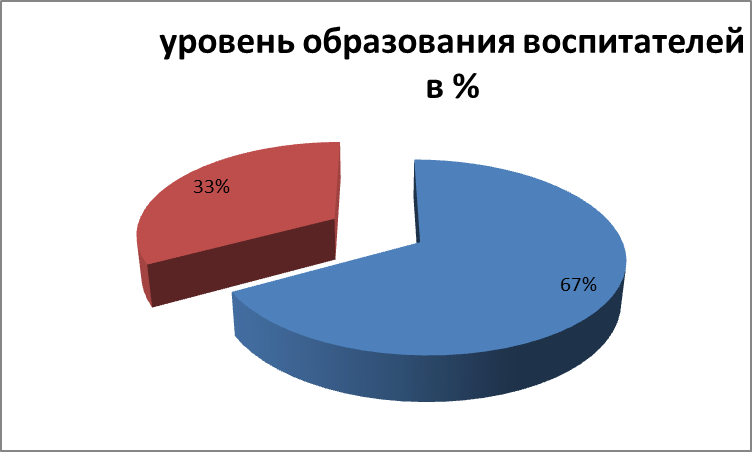 уровень образования воспитателей
в %
33%
67%